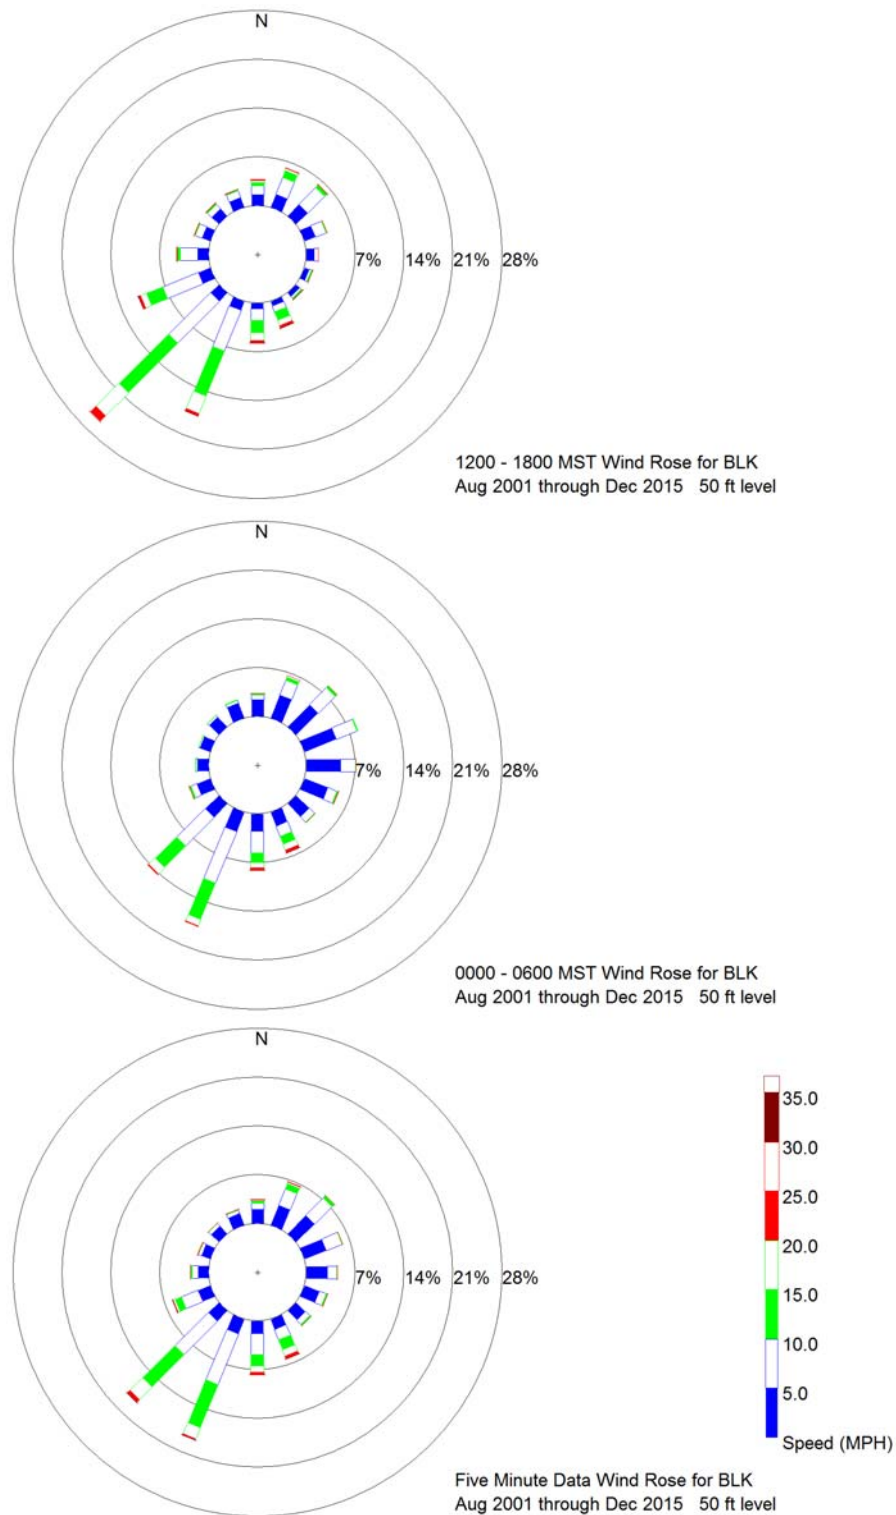 N
7% 14% 21% 28%
1200 - 1800 MST Wind Rose for BLK
Aug 2001 through Dec 2015 50 ft level
N
7% 14% 21% 28%
0000 - 0600 MST Wind Rose for BLK
Aug 2001 through Dec 2015 50 ft level
N
7% 14% 21% 28%
35.0
30.0
25.0
20.0
15.0
10.0
5.0
Speed (MPH)
Five Minute Data Wind Rose for BLK
Aug 2001 through Dec 2015 50 ft level